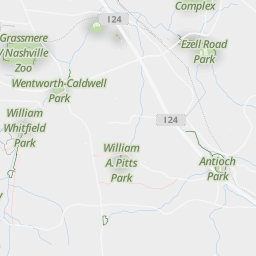 Complex
I 24
Grassmere
/ Nashville
Zoo
Ezell Road
Park
Wentworth-Caldwell
Park
William
Whitfield
Park
I 24
William
A. Pitts
Park
Antioch
Park